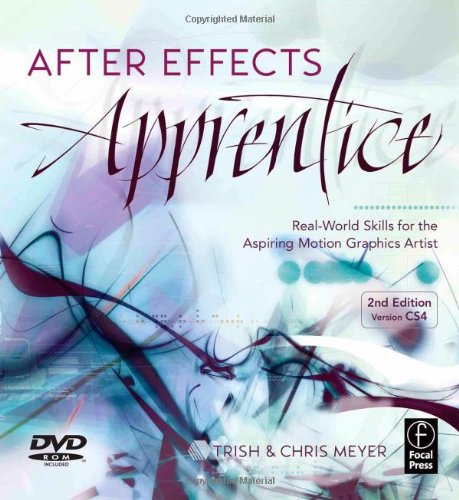 Copyrighted Material
AFTER EFFECTS
Apprentice
Real-World Skills for the
Aspiring Motion Graphics Artist
2nd Edition
Version CS4
DVD
ROM
INCLUDED
TRISH & CHRIS MEYER
f
Focal
Press
Copyrighted Material